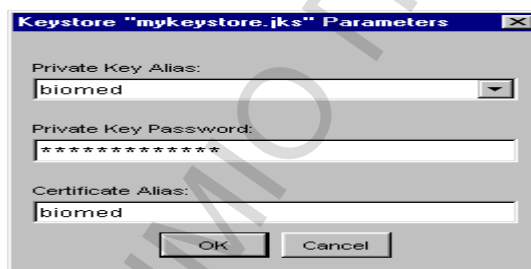 Keystore "mykeystore.jks" Parameters
Private Key Alias:
biomed
Private Key Password:
*************
Certificate Alias:
biomed
OK Cancel